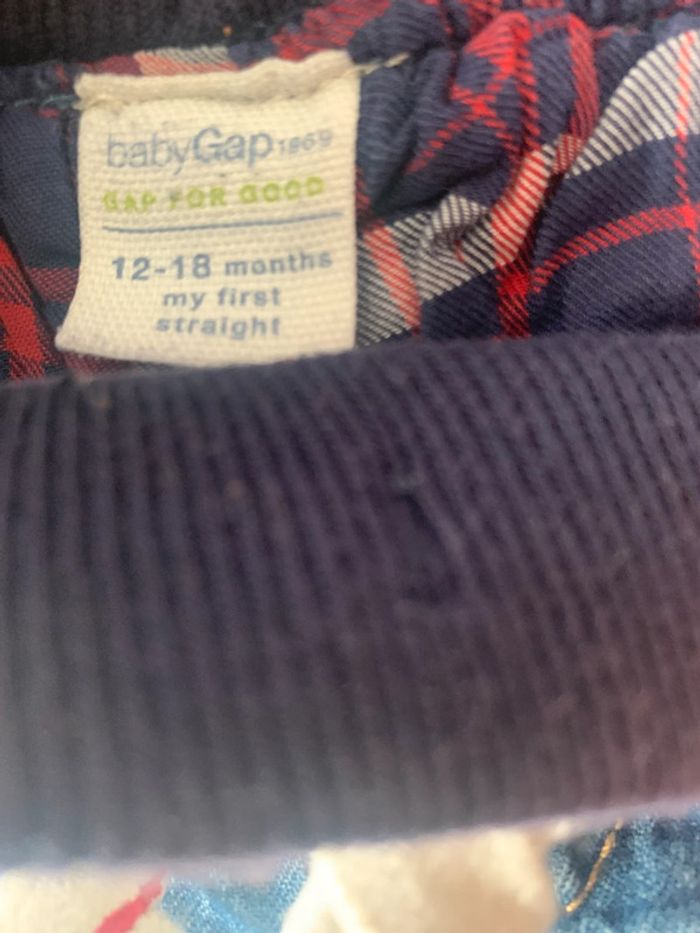 babyGap 1969
GAP FOR GOOD
12-18 months
my first
straight